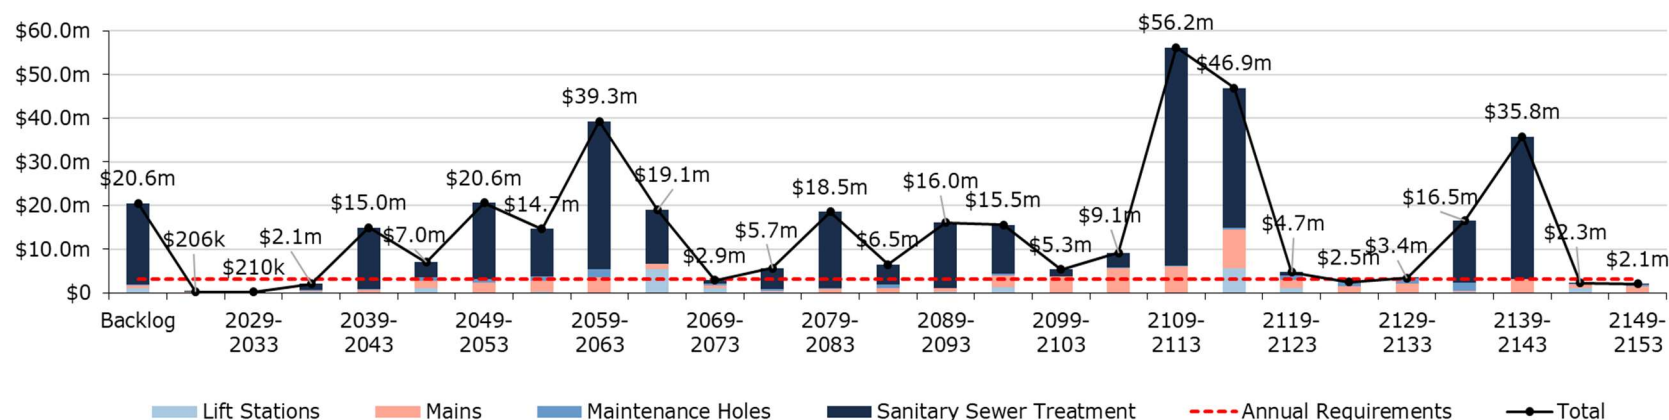 $60.0m
$50.0m
$40.0m
$30.0m
$20.0m
$10.0m
$0
$20.6m
$206k
$210k
$2.1m
$15.0m
$7.0m
$20.6m
$14.7m
$39.3m
$19.1m
$2.9m
$5.7m
$18.5m
$6.5m
$16.0m
$15.5m
$5.3m
$9.1m
$56.2m
$46.9m
$4.7m
$2.5m
$3.4m
$16.5m
$35.8m
$2.3m
$2.1m
Backlog
2029-
2033
2039-
2043
2049-
2053
2059-
2063
2069-
2073
2079-
2083
2089-
2093
2099-
2103
2109-
2113
2119-
2123
2129-
2133
2139-
2143
2149-
2153
Lift Stations
Mains
Maintenance Holes
Sanitary Sewer Treatment
Annual Requirements
Total